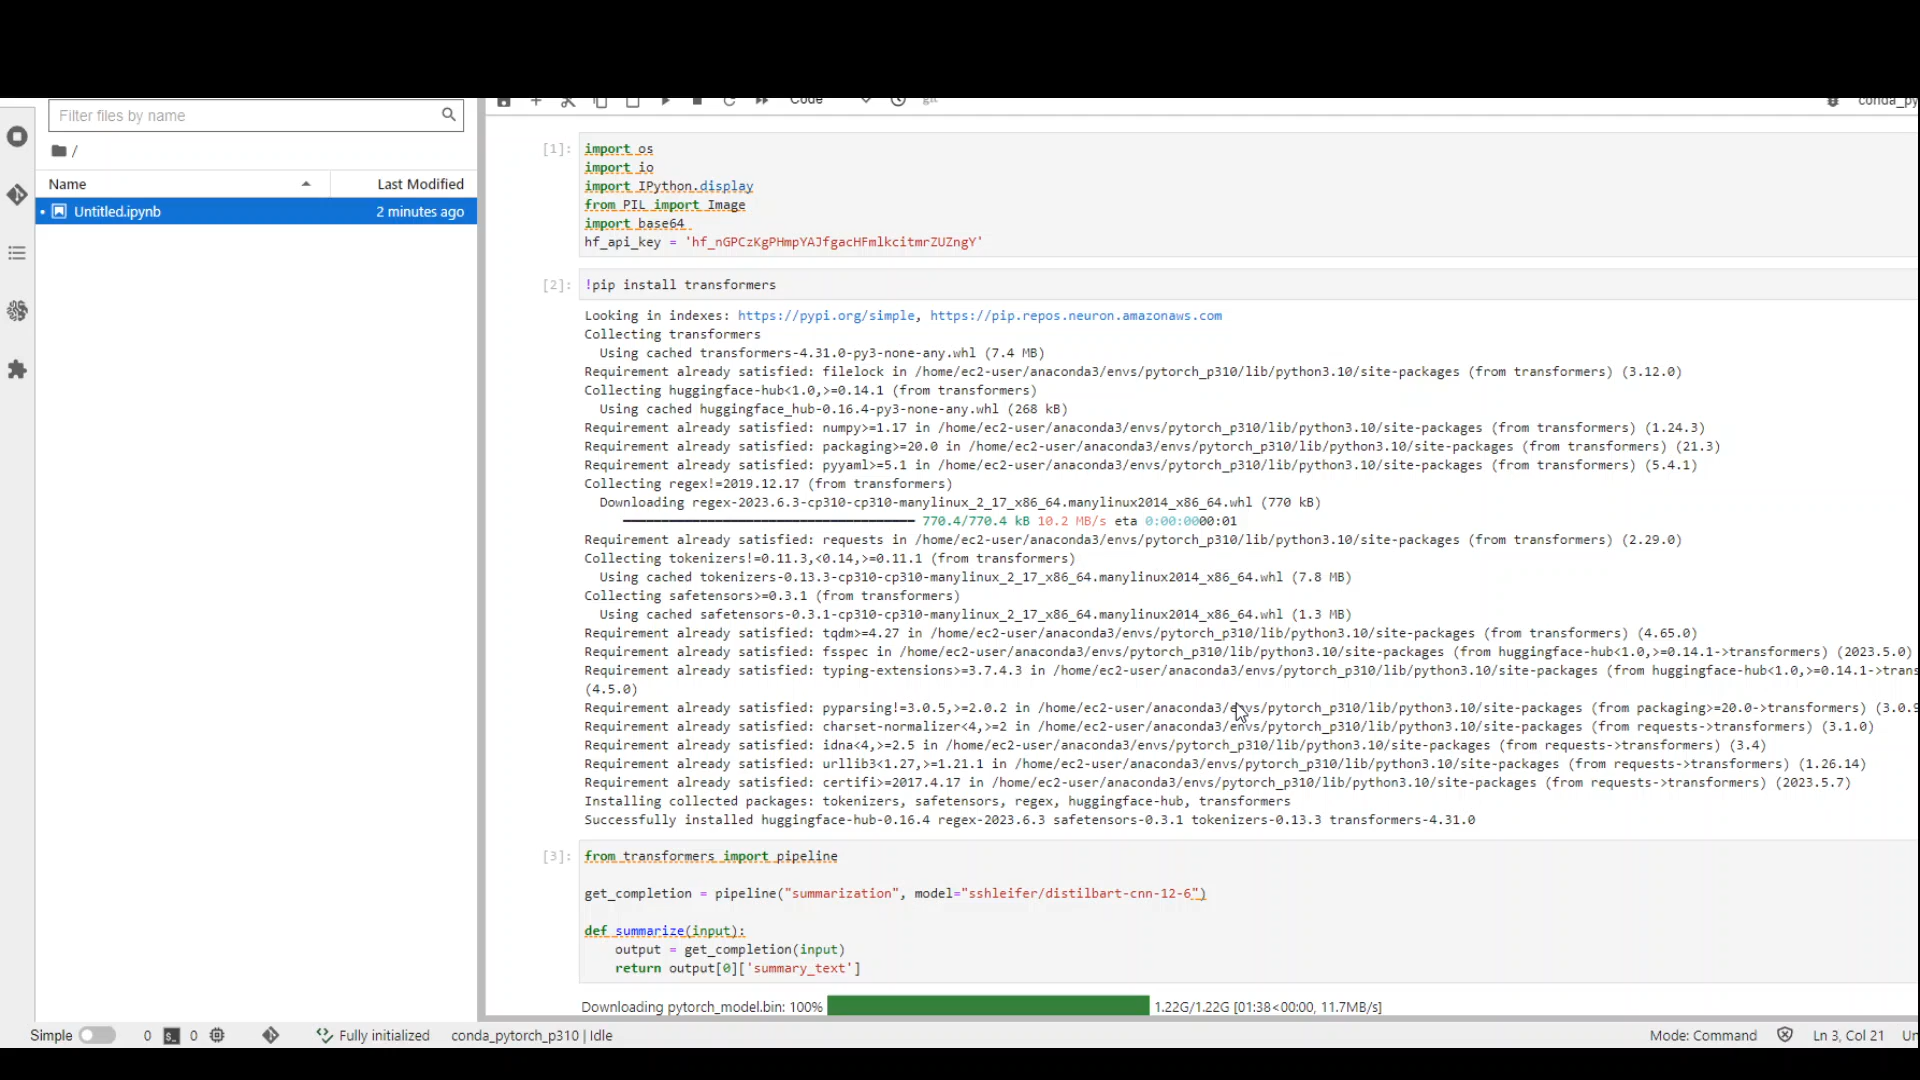 Filter files by name
/
Name Last Modified
Untitled.ipynb 2 minutes ago
Code git conda_py
[1]: import os
import io
import IPython.display
from PIL import Image
import base64
hf_api_key = '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'
[2]: !pip install transformers
Looking in indexes: https://pypi.org/simple, https://pip.repos.neuron.amazonaws.com
Collecting transformers
Using cached transformers-4.31.0-py3-none-any.whl (7.4 MB)
Requirement already satisfied: filelock in /home/ec2-user/anaconda3/envs/pytorch_p310/lib/python3.10/site-packages (from transformers) (3.12.0)
Collecting huggingface-hub<1.0,>=0.14.1 (from transformers)
Using cached huggingface_hub-0.16.4-py3-none-any.whl (268 kB)
Requirement already satisfied: numpy>=1.17 in /home/ec2-user/anaconda3/envs/pytorch_p310/lib/python3.10/site-packages (from transformers) (1.24.3)
Requirement already satisfied: packaging>=20.0 in /home/ec2-user/anaconda3/envs/pytorch_p310/lib/python3.10/site-packages (from transformers) (21.3)
Requirement already satisfied: pyyaml>=5.1 in /home/ec2-user/anaconda3/envs/pytorch_p310/lib/python3.10/site-packages (from transformers) (5.4.1)
Collecting regex!=2019.12.17 (from transformers)
Downloading regex-2023.6.3-cp310-cp310-manylinux_2_17_x86_64.manylinux2014_x86_64.whl (770 kB)
770.4/770.4 kB 10.2 MB/s eta 0:00:0000:01
Requirement already satisfied: requests in /home/ec2-user/anaconda3/envs/pytorch_p310/lib/python3.10/site-packages (from transformers) (2.29.0)
Collecting tokenizers!=0.11.3,<0.14,>=0.11.1 (from transformers)
Using cached tokenizers-0.13.3-cp310-cp310-manylinux_2_17_x86_64.manylinux2014_x86_64.whl (7.8 MB)
Collecting safetensors>=0.3.1 (from transformers)
Using cached safetensors-0.3.1-cp310-cp310-manylinux_2_17_x86_64.manylinux2014_x86_64.whl (1.3 MB)
Requirement already satisfied: tqdm>=4.27 in /home/ec2-user/anaconda3/envs/pytorch_p310/lib/python3.10/site-packages (from transformers) (4.65.0)
Requirement already satisfied: fsspec in /home/ec2-user/anaconda3/envs/pytorch_p310/lib/python3.10/site-packages (from huggingface-hub<1.0,>=0.14.1->transformers) (2023.5.0)
Requirement already satisfied: typing-extensions>=3.7.4.3 in /home/ec2-user/anaconda3/envs/pytorch_p310/lib/python3.10/site-packages (from huggingface-hub<1.0,>=0.14.1->trans
(4.5.0)
Requirement already satisfied: pyparsing!=3.0.5,>=2.0.2 in /home/ec2-user/anaconda3/envs/pytorch_p310/lib/python3.10/site-packages (from packaging>=20.0->transformers) (3.0.9
Requirement already satisfied: charset-normalizer<4,>=2 in /home/ec2-user/anaconda3/envs/pytorch_p310/lib/python3.10/site-packages (from requests->transformers) (3.1.0)
Requirement already satisfied: idna<4,>=2.5 in /home/ec2-user/anaconda3/envs/pytorch_p310/lib/python3.10/site-packages (from requests->transformers) (3.4)
Requirement already satisfied: urllib3<1.27,>=1.21.1 in /home/ec2-user/anaconda3/envs/pytorch_p310/lib/python3.10/site-packages (from requests->transformers) (1.26.14)
Requirement already satisfied: certifi>=2017.4.17 in /home/ec2-user/anaconda3/envs/pytorch_p310/lib/python3.10/site-packages (from requests->transformers) (2023.5.7)
Installing collected packages: tokenizers, safetensors, regex, huggingface-hub, transformers
Successfully installed huggingface-hub-0.16.4 regex-2023.6.3 safetensors-0.3.1 tokenizers-0.13.3 transformers-4.31.0
[3]: from transformers import pipeline
get_completion = pipeline("summarization", model="sshleifer/distilbart-cnn-12-6")
def summarize(input):
output = get_completion(input)
return output[0]['summary_text']
Downloading pytorch_model.bin: 100% 1.22G/1.22G [01:38<00:00, 11.7MB/s]
Simple 0 0 Fully initialized conda_pytorch_p310 | Idle Mode: Command Ln 3, Col 21 Un